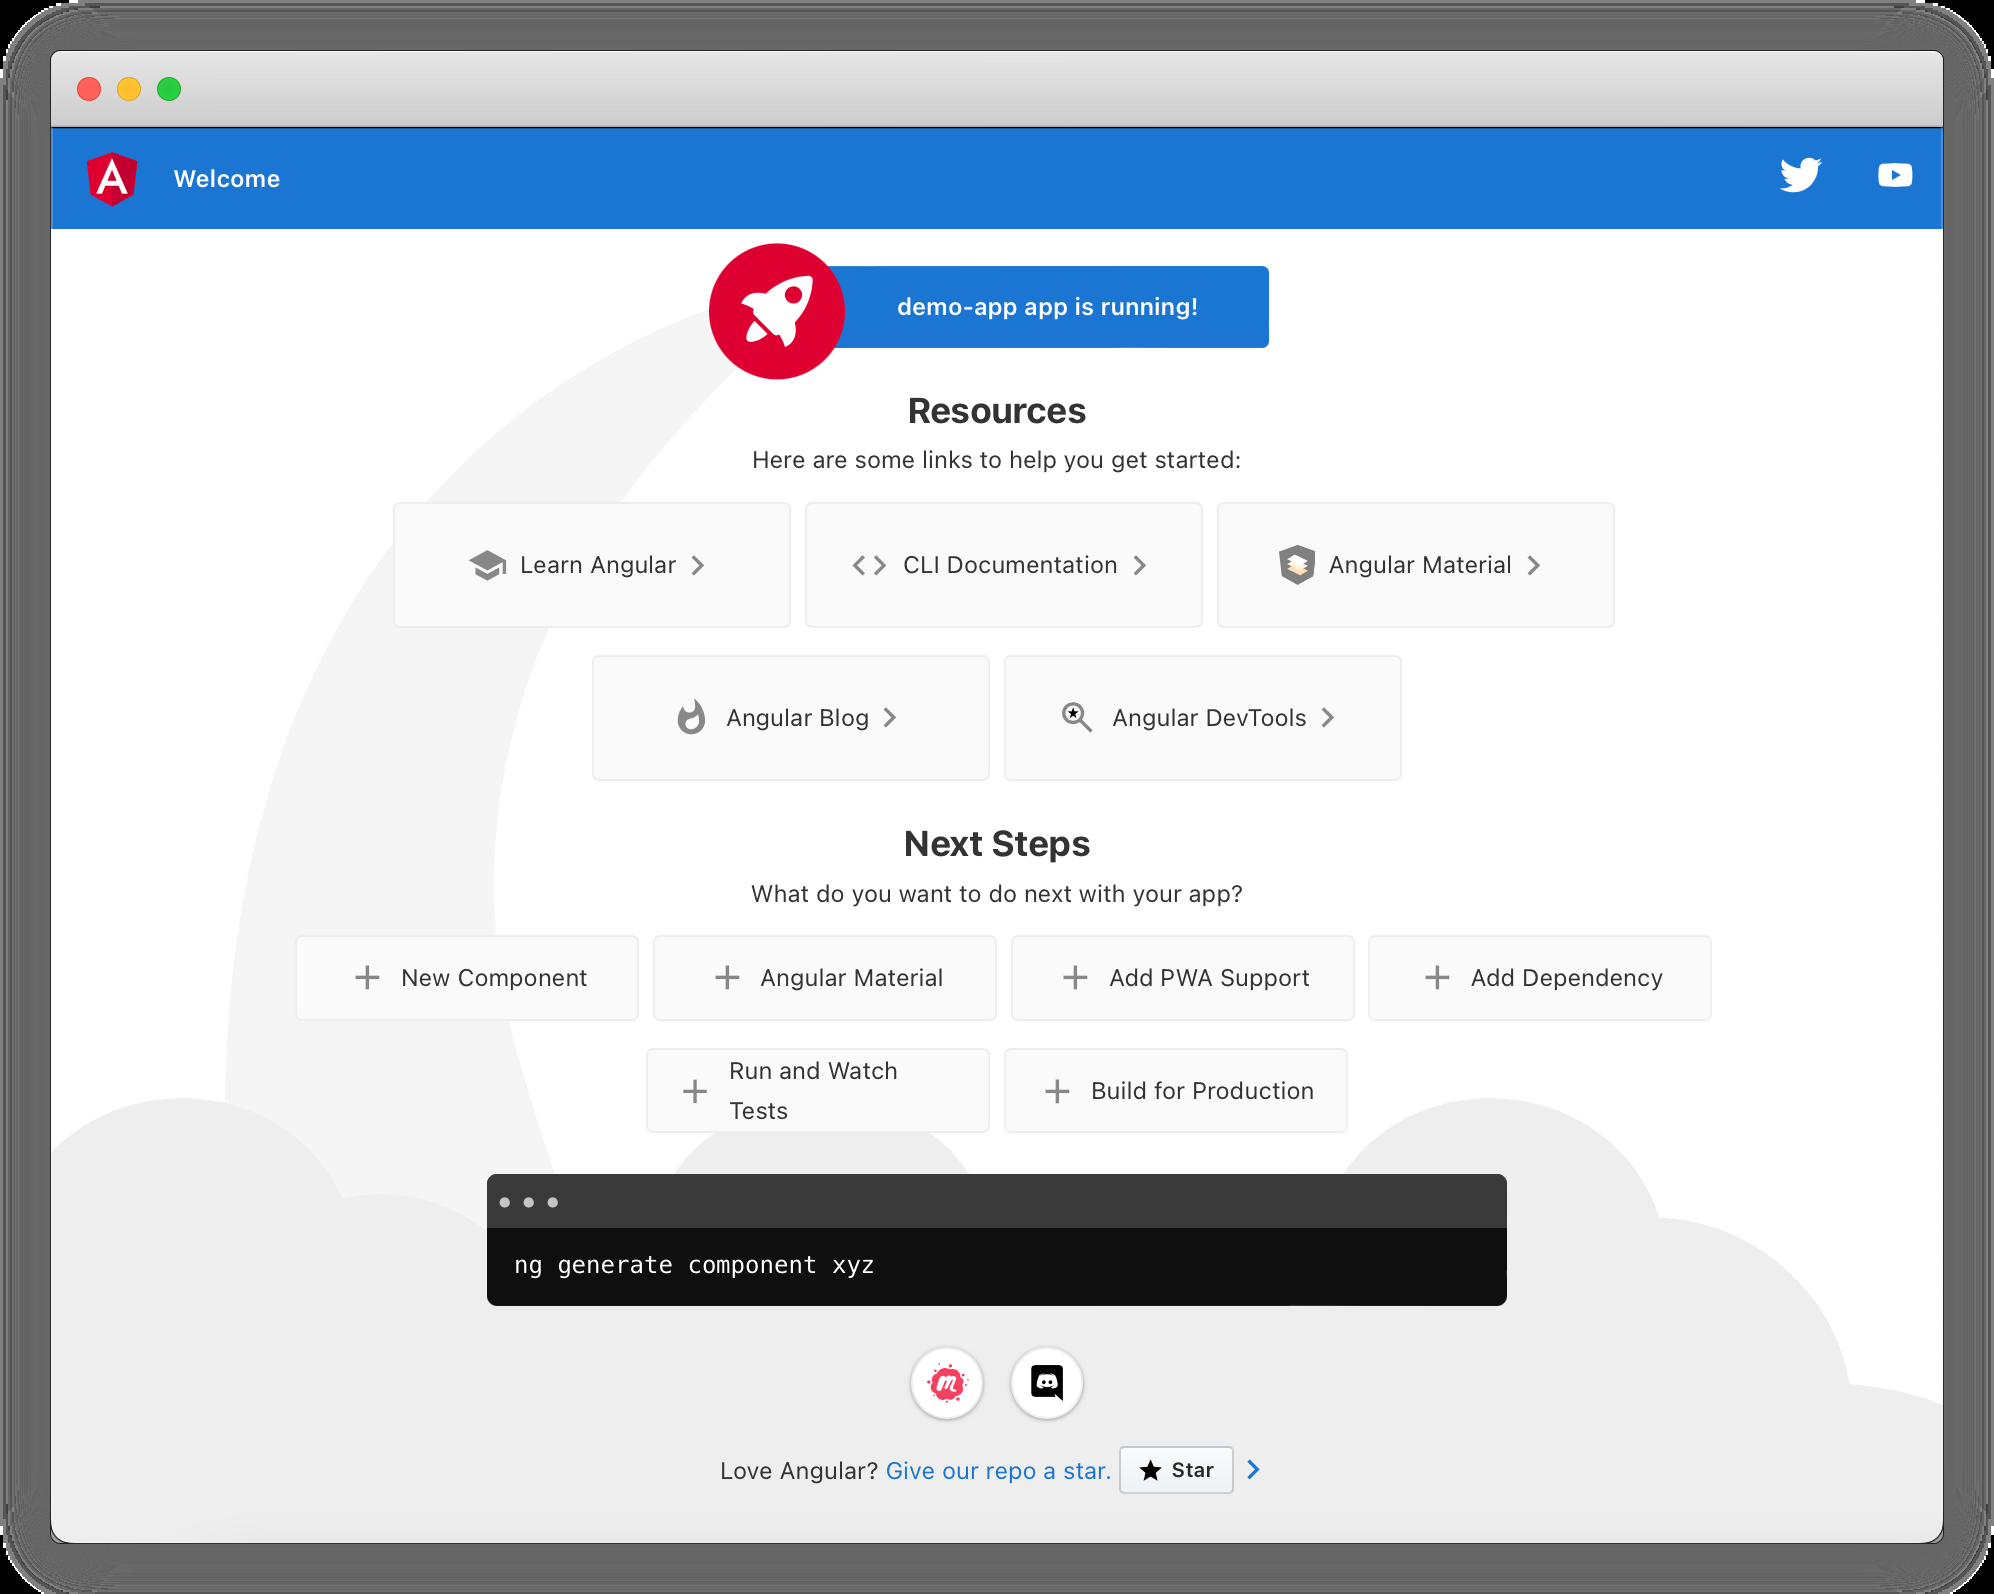 Welcome
demo-app app is running!
Resources
Here are some links to help you get started:
Learn Angular
CLI Documentation
Angular Material
Angular Blog
Angular DevTools
Next Steps
What do you want to do next with your app?
New Component
Angular Material
Add PWA Support
Add Dependency
Run and Watch
Tests
Build for Production
ng generate component xyz
Love Angular? Give our repo a star. Star